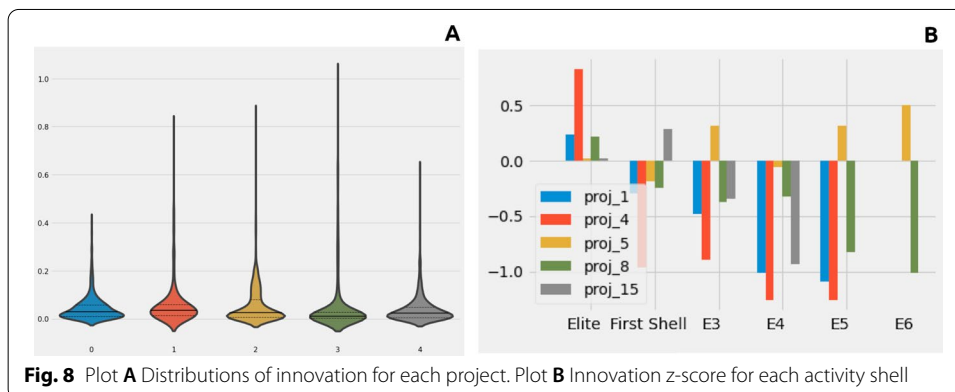 A
1.0
0.8
0.6
0.4
0.2
0.0
0 1 2 3 4
B
0.5
0.0
−0.5
−1.0
proj_1
proj_4
proj_5
proj_8
proj_15
Elite First Shell E3 E4 E5 E6
Fig. 8 Plot A Distributions of innovation for each project. Plot B Innovation z-score for each activity shell